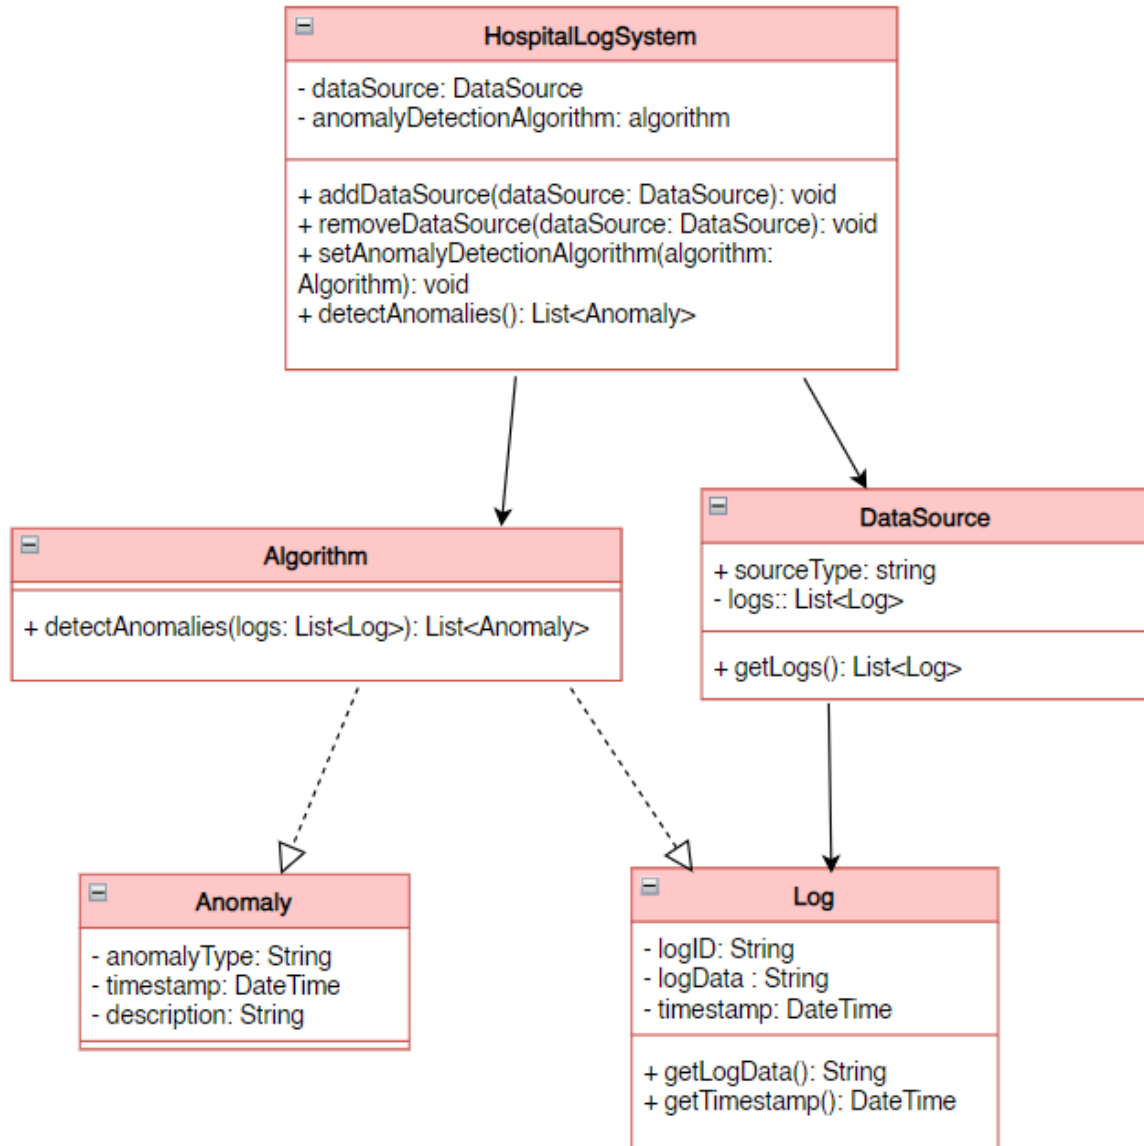 HospitalLogSystem
- dataSource: DataSource
- anomalyDetectionAlgorithm: algorithm
+ addDataSource(dataSource: DataSource): void
+ removeDataSource(dataSource: DataSource): void
+ setAnomalyDetectionAlgorithm(algorithm:
Algorithm): void
+ detectAnomalies(): List<Anomaly>
Algorithm
+ detectAnomalies(logs: List<Log>): List<Anomaly>
DataSource
+ sourceType: string
- logs:: List<Log>
+ getLogs(): List<Log>
Anomaly
- anomalyType: String
- timestamp: DateTime
- description: String
Log
- logID: String
- logData : String
- timestamp: DateTime
+ getLogData(): String
+ getTimestamp(): DateTime